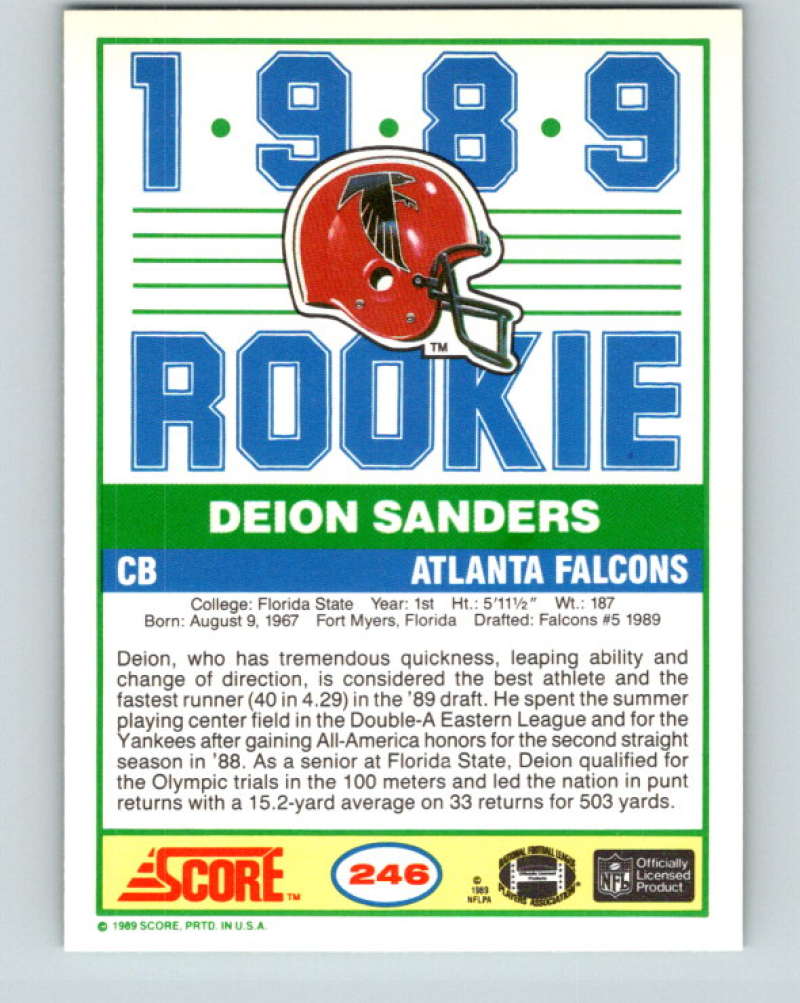 1·9·8·9
TM
ROOKIE
DEION SANDERS
CB ATLANTA FALCONS
College: Florida State Year: 1st Ht.: 5'11½" Wt.: 187
Born: August 9, 1967 Fort Myers, Florida Drafted: Falcons #5 1989
Deion, who has tremendous quickness, leaping ability and
change of direction, is considered the best athlete and the
fastest runner (40 in 4.29) in the '89 draft. He spent the summer
playing center field in the Double-A Eastern League and for the
Yankees after gaining All-America honors for the second straight
season in '88. As a senior at Florida State, Deion qualified for
the Olympic trials in the 100 meters and led the nation in punt
returns with a 15.2-yard average on 33 returns for 503 yards.
SCORE TM
246
©
1989
NFLPA
NATIONAL FOOTBALL LEAGUE
PLAYERS ASSOCIATION
NFL
Officially
Licensed
Product
© 1989 SCORE, PRTD. IN U.S.A.